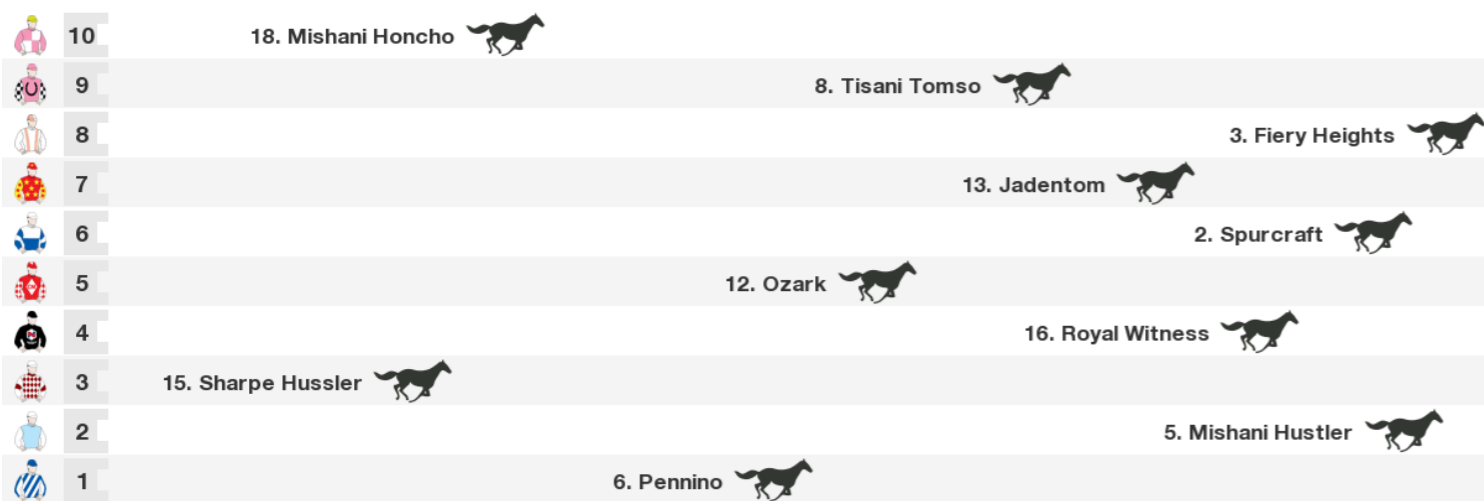 10 18. Mishani Honcho
9 8. Tisani Tomso
8 3. Fiery Heights
7 13. Jadentom
6 2. Spurcraft
5 12. Ozark
4 16. Royal Witness
3 15. Sharpe Hussler
2 5. Mishani Hustler
1 6. Pennino